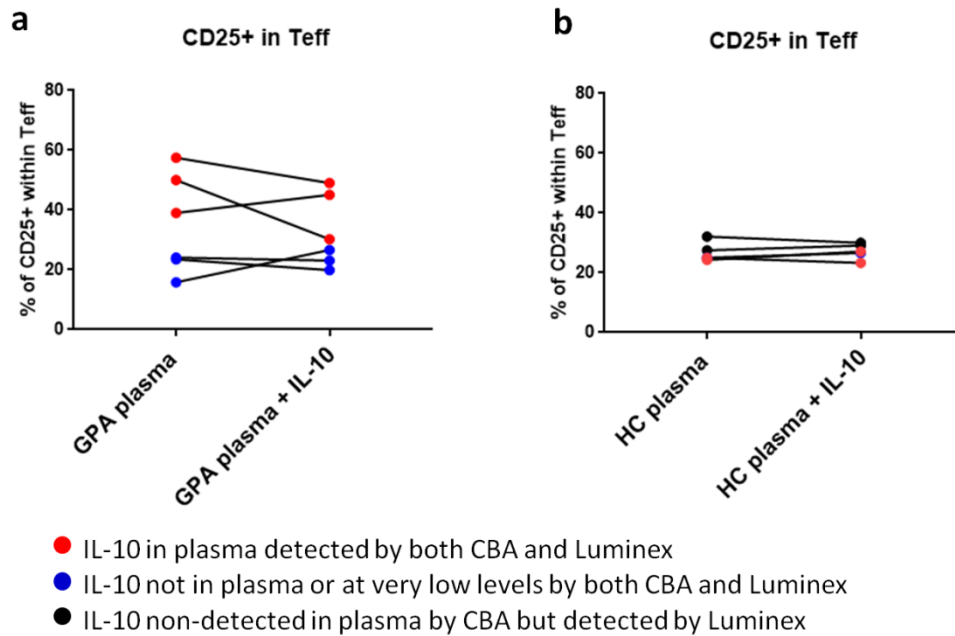 a
CD25+ in Teff
% of CD25+ within Teff
80
60
40
20
0
GPA plasma
GPA plasma + IL-10
b
CD25+ in Teff
% of CD25+ within Teff
80
60
40
20
0
HC plasma
HC plasma + IL-10
IL-10 in plasma detected by both CBA and Luminex
IL-10 not in plasma or at very low levels by both CBA and Luminex
IL-10 non-detected in plasma by CBA but detected by Luminex